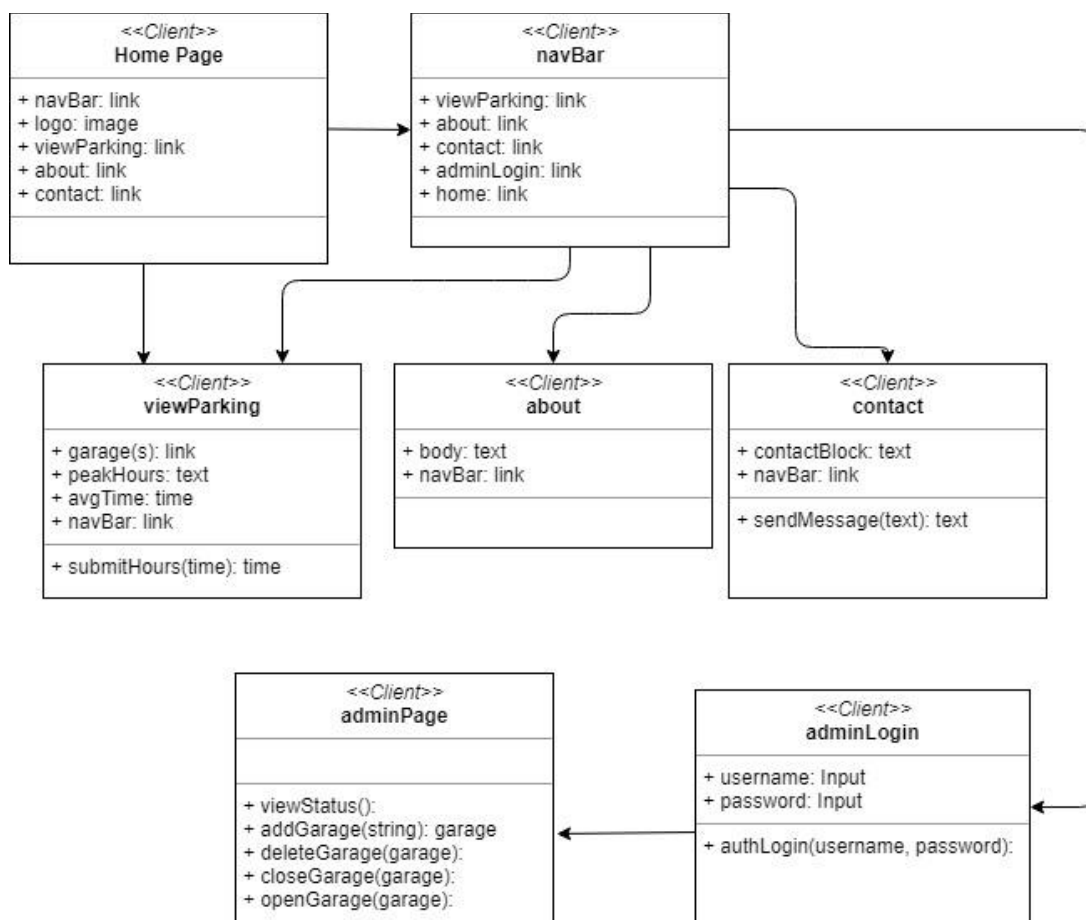 <<Client>>
Home Page
+ navBar: link
+ logo: image
+ viewParking: link
+ about: link
+ contact: link
<<Client>>
navBar
+ viewParking: link
+ about: link
+ contact: link
+ adminLogin: link
+ home: link
<<Client>>
viewParking
+ garage(s): link
+ peakHours: text
+ avgTime: time
+ navBar: link
+ submitHours(time): time
<<Client>>
about
+ body: text
+ navBar: link
<<Client>>
contact
+ contactBlock: text
+ navBar: link
+ sendMessage(text): text
<<Client>>
adminPage
+ viewStatus():
+ addGarage(string): garage
+ deleteGarage(garage):
+ closeGarage(garage):
+ openGarage(garage):
<<Client>>
adminLogin
+ username: Input
+ password: Input
+ authLogin(username, password):